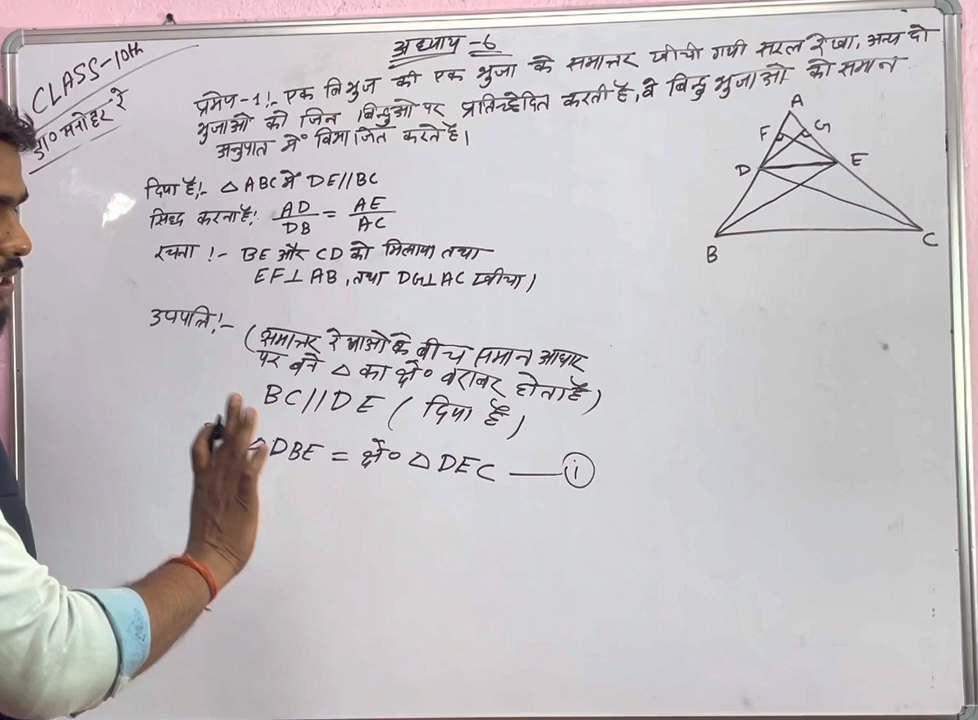 अध्याय -6
CLASS-10th
डा० मनोहर रे
प्रमेय-1!- एक त्रिभुज की एक भुजा के समान्तर खींची गयी सरल रेखा, अन्य दो
भुजाओं को जिन बिन्दुओं पर प्रतिच्छेदित करती है, वे बिन्दु भुजाओं को समान
अनुपात में विभाजित करते है।
दिया है!- △ ABC में DE//BC
सिद्ध करना है! AD/DB = AE/AC
रचना !- BE और CD को मिलाया तथा
EF⊥AB, तथा DG⊥AC खींचा।
उपपत्ति!-
(समान्तर रेखाओं के बीच समान आधार
पर बने △ का क्षे० बराबर होता है)
BC//DE ( दिया है)
△DBE = क्षे० △ DEC —— (i)
A
F
G
D
E
B
C